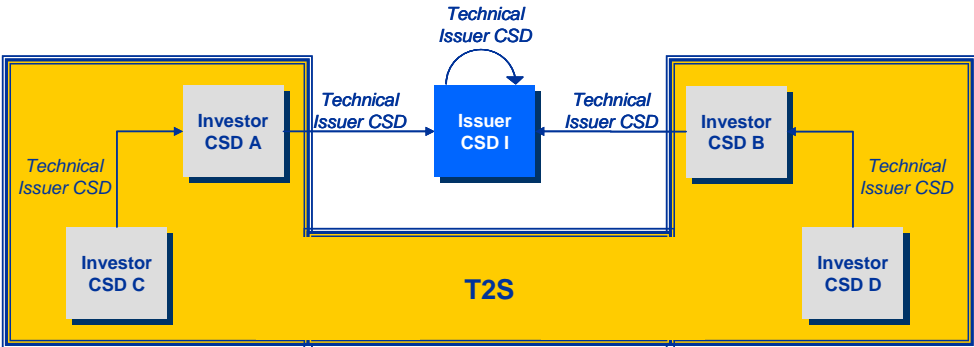 Technical
Issuer CSD
Technical
Issuer CSD
Technical
Issuer CSD
Investor
CSD A
Issuer
CSD I
Investor
CSD B
Technical
Issuer CSD
Technical
Issuer CSD
Investor
CSD C
T2S
Investor
CSD D